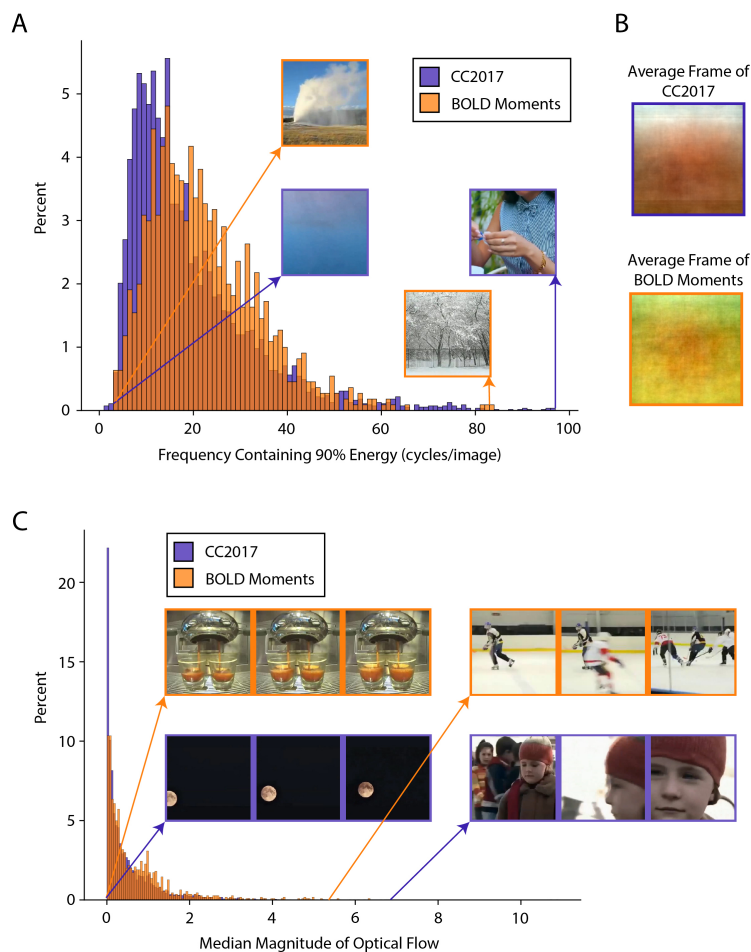 A
B
CC2017
BOLD Moments
Average Frame of
CC2017
Average Frame of
BOLD Moments
Percent
5
4
3
2
1
0
0
20
40
60
80
100
Frequency Containing 90% Energy (cycles/image)
C
CC2017
BOLD Moments
Percent
20
15
10
5
0
0
2
4
6
8
10
Median Magnitude of Optical Flow